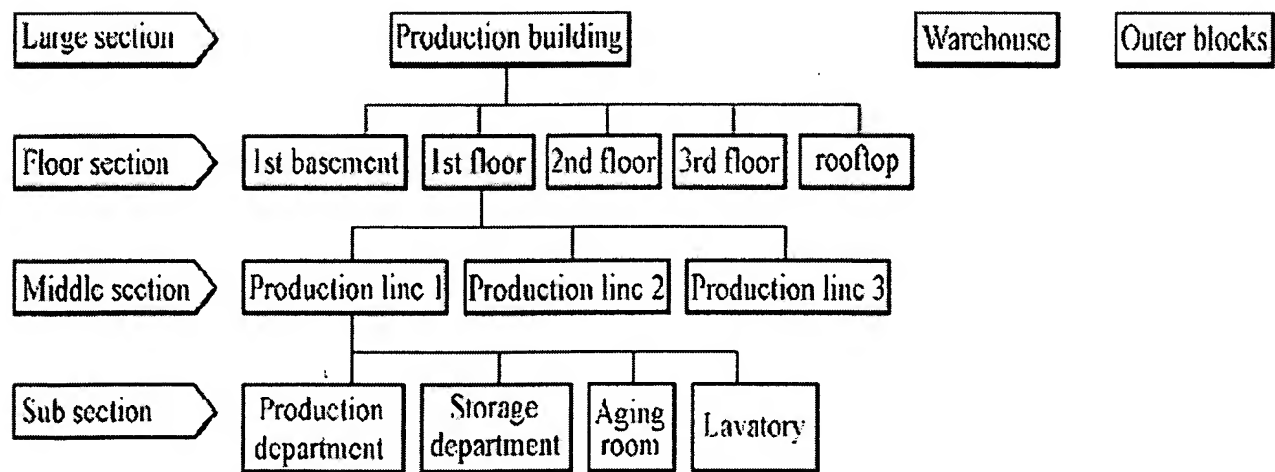 Large section
Production building
Warehouse
Outer blocks
Floor section
1st basement
1st floor
2nd floor
3rd floor
rooftop
Middle section
Production line 1
Production line 2
Production line 3
Sub section
Production
department
Storage
department
Aging
room
Lavatory